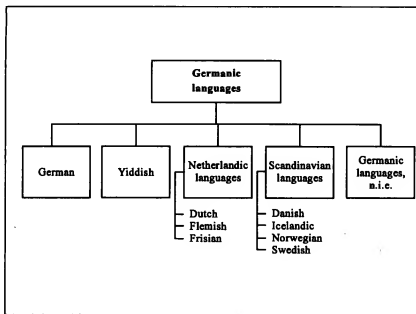 Germanic
languages
German
Yiddish
Netherlandic
languages
Scandinavian
languages
Germanic
languages,
n.i.e.
Dutch
Flemish
Frisian
Danish
Icelandic
Norwegian
Swedish